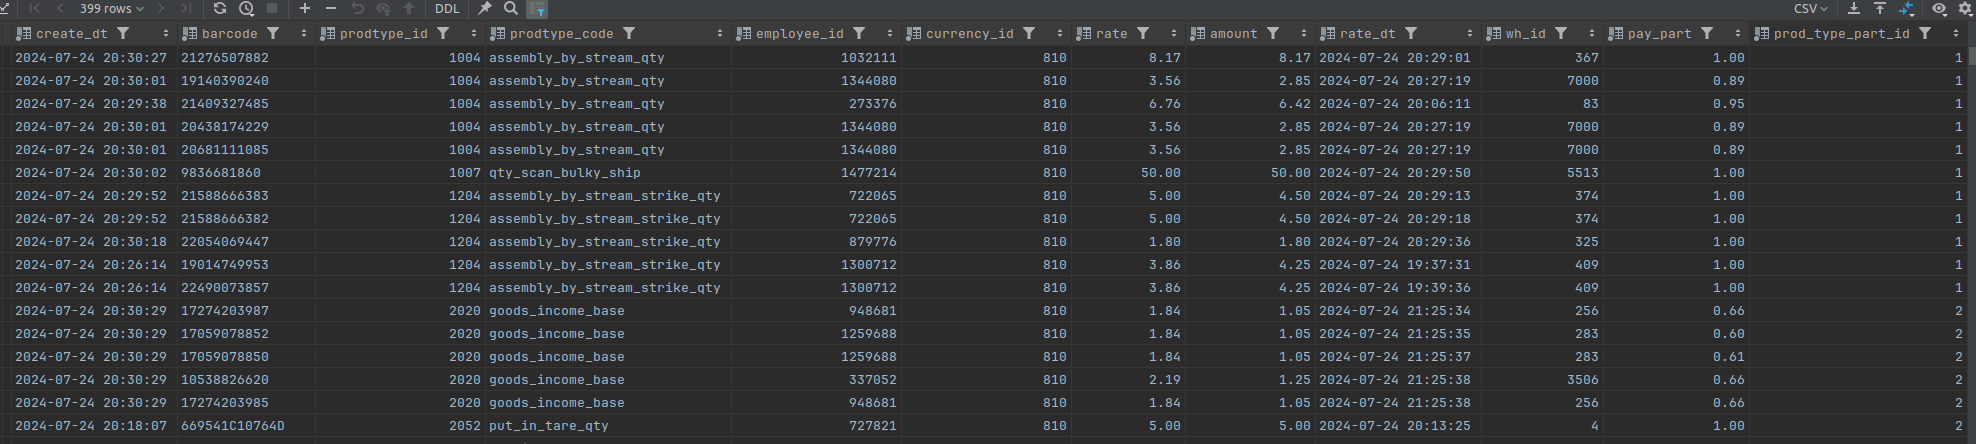 399 rows DDL CSV
create_dt barcode prodtype_id prodtype_code employee_id currency_id rate amount rate_dt wh_id pay_part prod_type_part_id
2024-07-24 20:30:27 21276507882 1004 assembly_by_stream_qty 1032111 810 8.17 8.17 2024-07-24 20:29:01 367 1.00 1
2024-07-24 20:30:01 19140390240 1004 assembly_by_stream_qty 1344080 810 3.56 2.85 2024-07-24 20:27:19 7000 0.89 1
2024-07-24 20:29:38 21409327485 1004 assembly_by_stream_qty 273376 810 6.76 6.42 2024-07-24 20:06:11 83 0.95 1
2024-07-24 20:30:01 20438174229 1004 assembly_by_stream_qty 1344080 810 3.56 2.85 2024-07-24 20:27:19 7000 0.89 1
2024-07-24 20:30:01 20681111085 1004 assembly_by_stream_qty 1344080 810 3.56 2.85 2024-07-24 20:27:19 7000 0.89 1
2024-07-24 20:30:02 9836681860 1007 qty_scan_bulky_ship 1477214 810 50.00 50.00 2024-07-24 20:29:50 5513 1.00 1
2024-07-24 20:29:52 21588666383 1204 assembly_by_stream_strike_qty 722065 810 5.00 4.50 2024-07-24 20:29:13 374 1.00 1
2024-07-24 20:29:52 21588666382 1204 assembly_by_stream_strike_qty 722065 810 5.00 4.50 2024-07-24 20:29:18 374 1.00 1
2024-07-24 20:30:18 22054069447 1204 assembly_by_stream_strike_qty 879776 810 1.80 1.80 2024-07-24 20:29:36 325 1.00 1
2024-07-24 20:26:14 19014749953 1204 assembly_by_stream_strike_qty 1300712 810 3.86 4.25 2024-07-24 19:37:31 409 1.00 1
2024-07-24 20:26:14 22490073857 1204 assembly_by_stream_strike_qty 1300712 810 3.86 4.25 2024-07-24 19:39:36 409 1.00 1
2024-07-24 20:30:29 17274203987 2020 goods_income_base 948681 810 1.84 1.05 2024-07-24 21:25:34 256 0.66 2
2024-07-24 20:30:29 17059078852 2020 goods_income_base 1259688 810 1.84 1.05 2024-07-24 21:25:35 283 0.60 2
2024-07-24 20:30:29 17059078850 2020 goods_income_base 1259688 810 1.84 1.05 2024-07-24 21:25:37 283 0.61 2
2024-07-24 20:30:29 10538826620 2020 goods_income_base 337052 810 2.19 1.25 2024-07-24 21:25:38 3506 0.66 2
2024-07-24 20:30:29 17274203985 2020 goods_income_base 948681 810 1.84 1.05 2024-07-24 21:25:38 256 0.66 2
2024-07-24 20:18:07 669541C10764D 2052 put_in_tare_qty 727821 810 5.00 5.00 2024-07-24 20:13:25 4 1.00 2